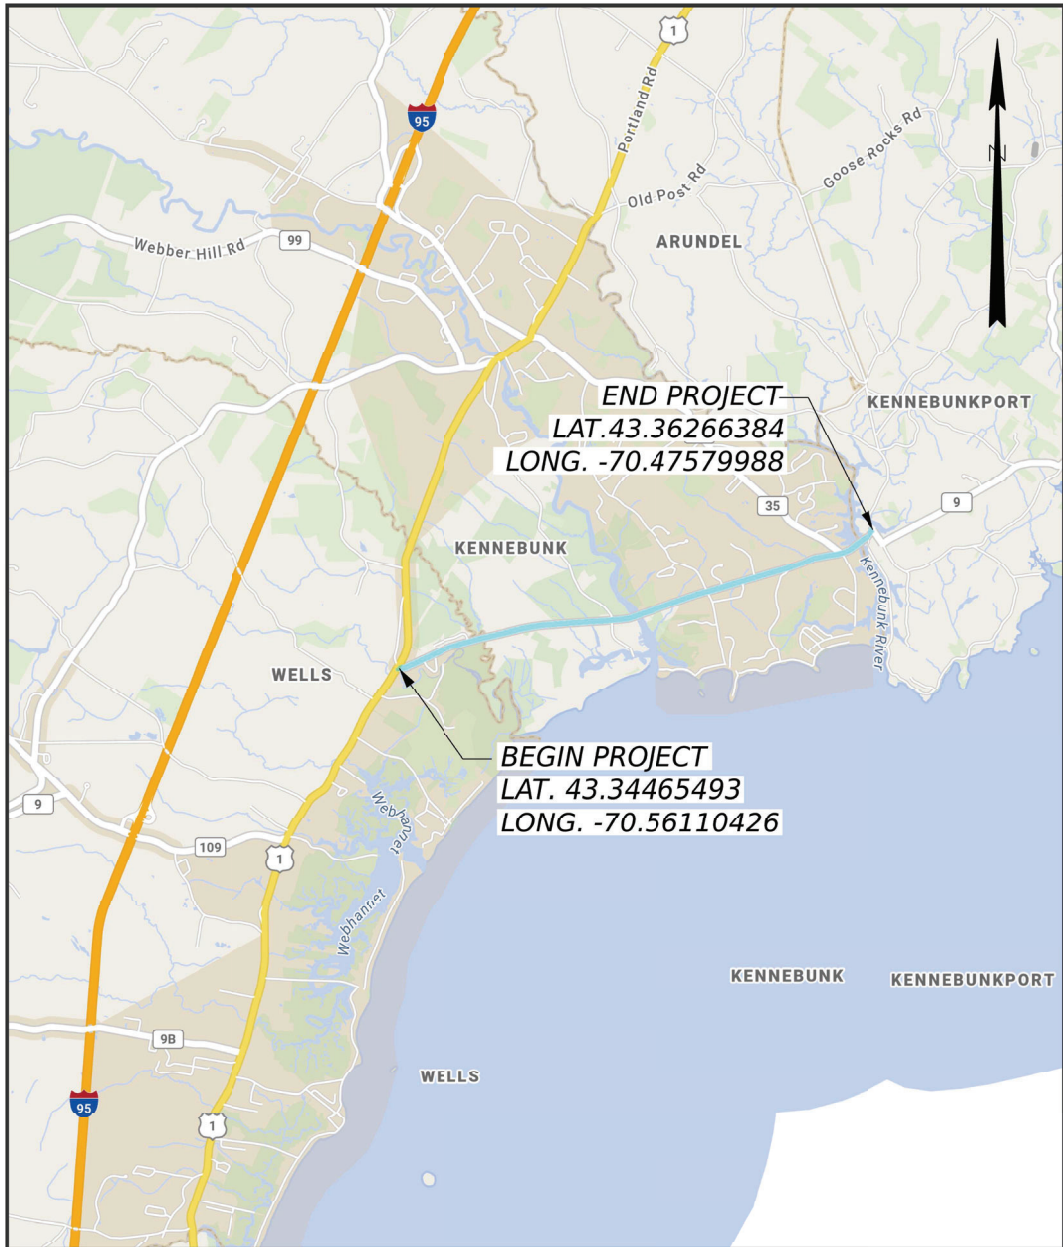 1
95
Portland Rd
Goose Rocks Rd
N
Old Post Rd
99
Webber Hill Rd
ARUNDEL
END PROJECT
LAT.43.36266384
LONG. -70.47579988
KENNEBUNKPORT
35
9
KENNEBUNK
Kennebunk River
WELLS
BEGIN PROJECT
LAT. 43.34465493
LONG. -70.56110426
9
Webhannet
109
1
Webhannet
KENNEBUNK
KENNEBUNKPORT
9B
WELLS
95
1